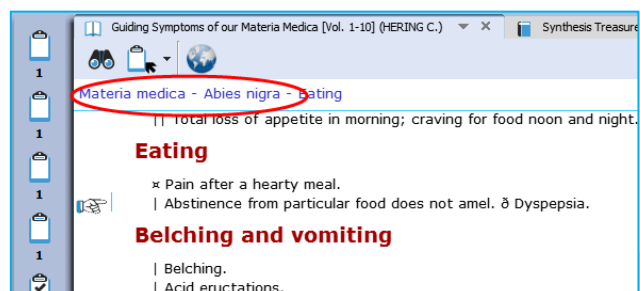 Guiding Symptoms of our Materia Medica [Vol. 1-10] (HERING C.)
Synthesis Treasure
1
Materia medica - Abies nigra - Eating
1
|| Total loss of appetite in morning; craving for food noon and night.
Eating
¤ Pain after a hearty meal.
1
| Abstinence from particular food does not amel. ð Dyspepsia.
Belching and vomiting
1
| Belching.
| Acid eructations.